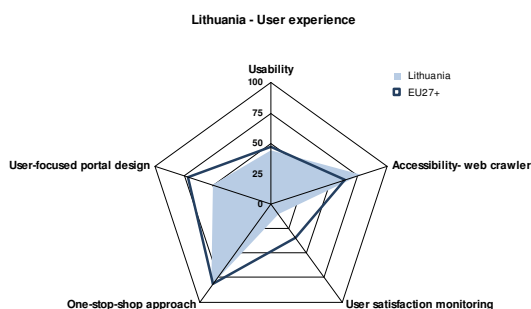 Lithuania - User experience
Usability
100
75
50
25
0
Lithuania
EU27+
User-focused portal design
Accessibility- web crawler
One-stop-shop approach
User satisfaction monitoring